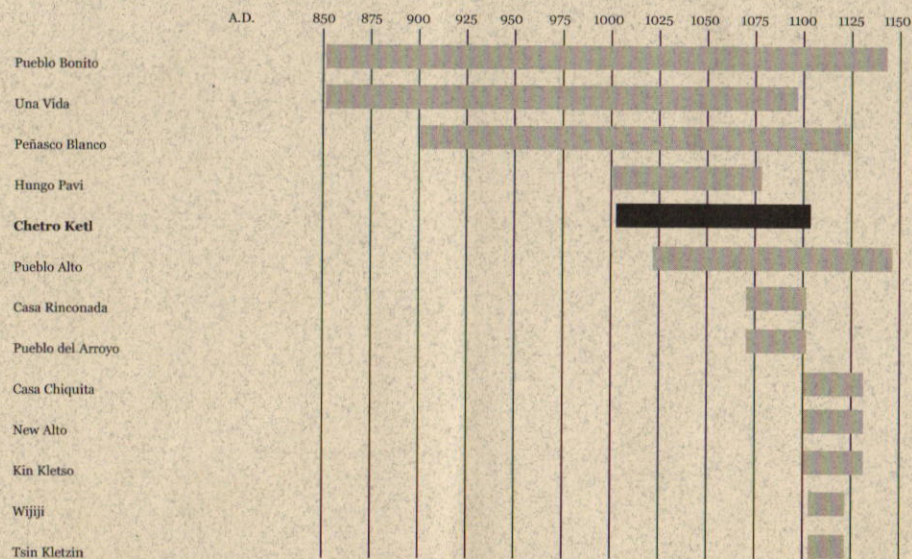 A.D. 850 875 900 925 950 975 1000 1025 1050 1075 1100 1125 1150
Pueblo Bonito
Una Vida
Peñasco Blanco
Hungo Pavi
Chetro Ketl
Pueblo Alto
Casa Rinconada
Pueblo del Arroyo
Casa Chiquita
New Alto
Kin Kletso
Wijiji
Tsin Kletzin